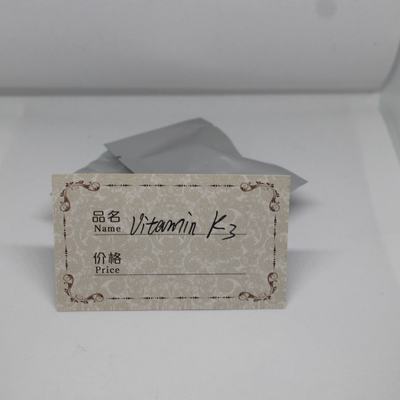 品名 Vitamin K3
Name
价格
Price